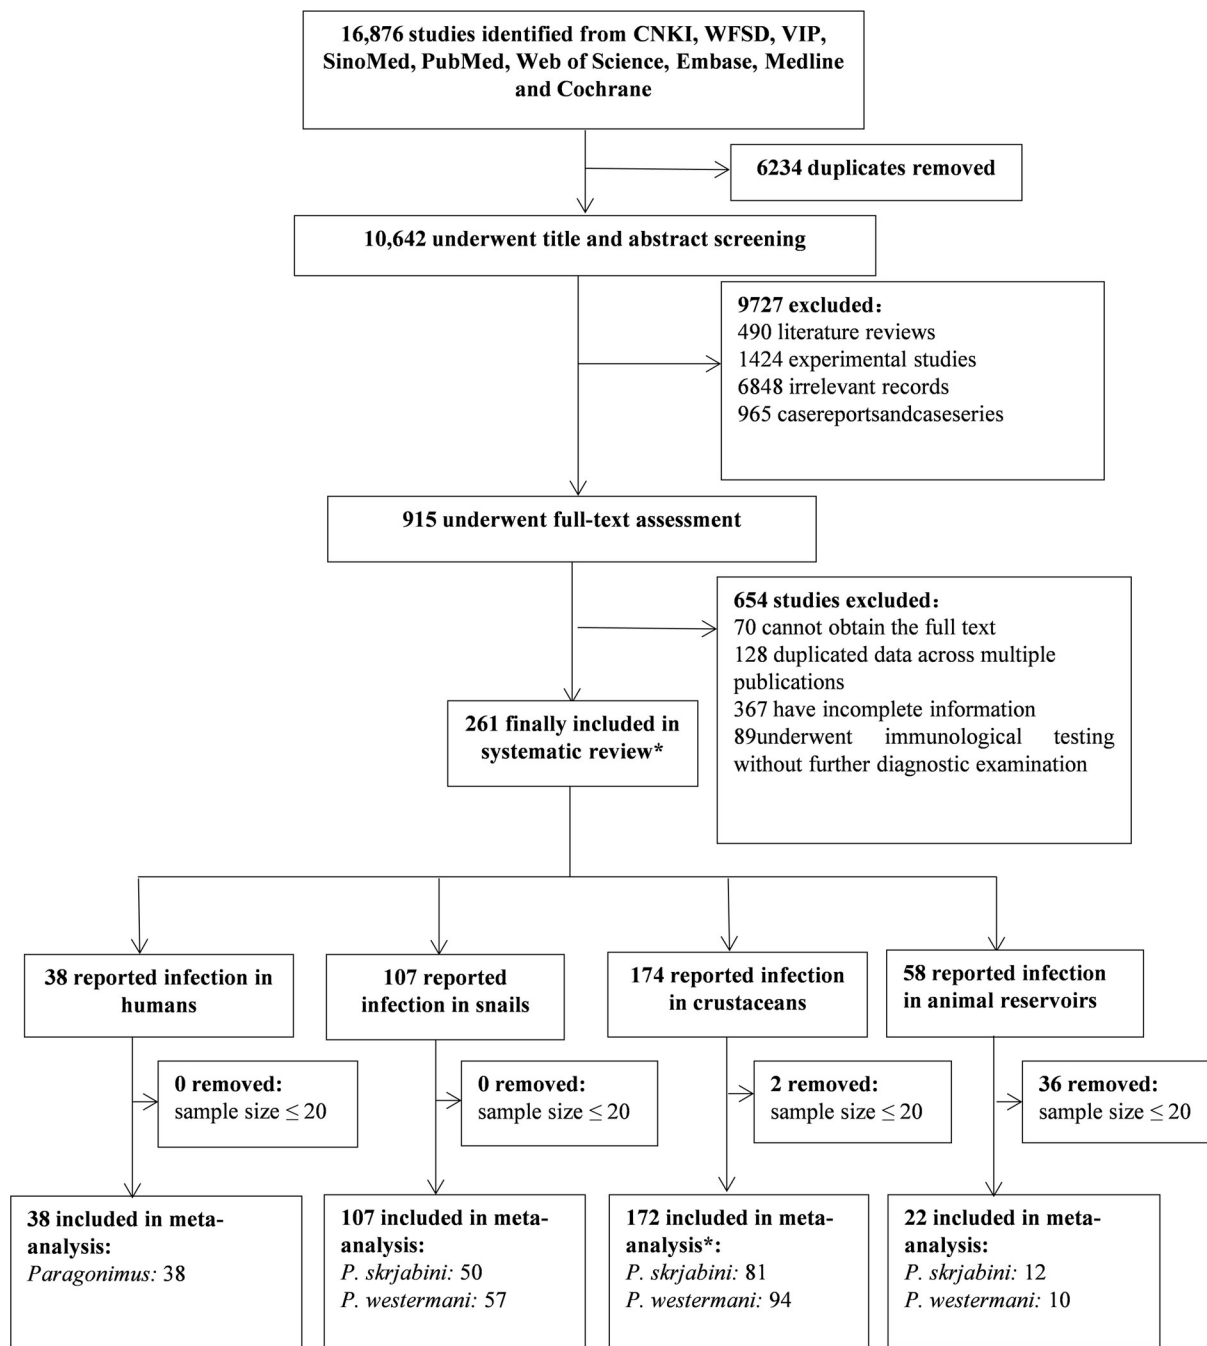 16,876 studies identified from CNKI, WFSD, VIP,
SinoMed, PubMed, Web of Science, Embase, Medline
and Cochrane
6234 duplicates removed
10,642 underwent title and abstract screening
9727 excluded：
490 literature reviews
1424 experimental studies
6848 irrelevant records
965 casereportsandcaseseries
915 underwent full-text assessment
654 studies excluded：
70 cannot obtain the full text
128 duplicated data across multiple
publications
367 have incomplete information
89underwent immunological testing
without further diagnostic examination
261 finally included in
systematic review*
38 reported infection in
humans
107 reported
infection in snails
174 reported infection
in crustaceans
58 reported infection
in animal reservoirs
0 removed:
sample size ≤ 20
0 removed:
sample size ≤ 20
2 removed:
sample size ≤ 20
36 removed:
sample size ≤ 20
38 included in meta-
analysis:
Paragonimus: 38
107 included in meta-
analysis:
P. skrjabini: 50
P. westermani: 57
172 included in meta-
analysis*:
P. skrjabini: 81
P. westermani: 94
22 included in meta-
analysis:
P. skrjabini: 12
P. westermani: 10